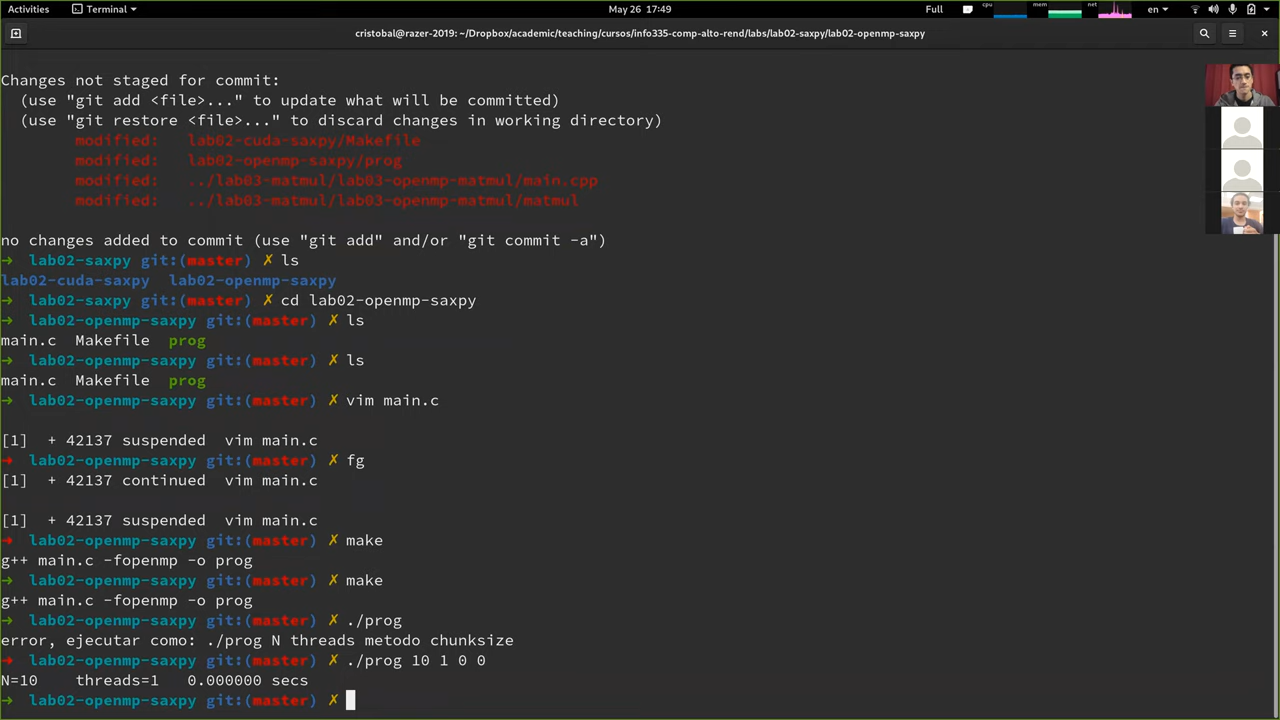 Activities Terminal May 26 17:49 Full cpu mem net en
cristobal@razer-2019: ~/Dropbox/academic/teaching/cursos/info335-comp-alto-rend/labs/lab02-saxpy/lab02-openmp-saxpy
Changes not staged for commit:
(use "git add <file>..." to update what will be committed)
(use "git restore <file>..." to discard changes in working directory)
modified: lab02-cuda-saxpy/Makefile
modified: lab02-openmp-saxpy/prog
modified: ../lab03-matmul/lab03-openmp-matmul/main.cpp
modified: ../lab03-matmul/lab03-openmp-matmul/matmul
no changes added to commit (use "git add" and/or "git commit -a")
→ lab02-saxpy git:(master) ✗ ls
lab02-cuda-saxpy lab02-openmp-saxpy
→ lab02-saxpy git:(master) ✗ cd lab02-openmp-saxpy
→ lab02-openmp-saxpy git:(master) ✗ ls
main.c Makefile prog
→ lab02-openmp-saxpy git:(master) ✗ ls
main.c Makefile prog
→ lab02-openmp-saxpy git:(master) ✗ vim main.c
[1] + 42137 suspended vim main.c
→ lab02-openmp-saxpy git:(master) ✗ fg
[1] + 42137 continued vim main.c
[1] + 42137 suspended vim main.c
→ lab02-openmp-saxpy git:(master) ✗ make
g++ main.c -fopenmp -o prog
→ lab02-openmp-saxpy git:(master) ✗ make
g++ main.c -fopenmp -o prog
→ lab02-openmp-saxpy git:(master) ✗ ./prog
error, ejecutar como: ./prog N threads metodo chunksize
→ lab02-openmp-saxpy git:(master) ✗ ./prog 10 1 0 0
N=10 threads=1 0.000000 secs
→ lab02-openmp-saxpy git:(master) ✗